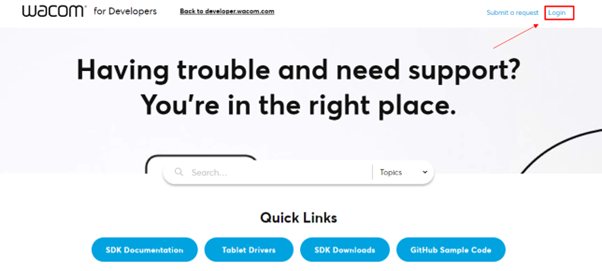 wacom® for Developers
Back to developer.wacom.com
Submit a request
Login
Having trouble and need support?
You're in the right place.
Search...
Topics
Quick Links
SDK Documentation
Tablet Drivers
SDK Downloads
GitHub Sample Code